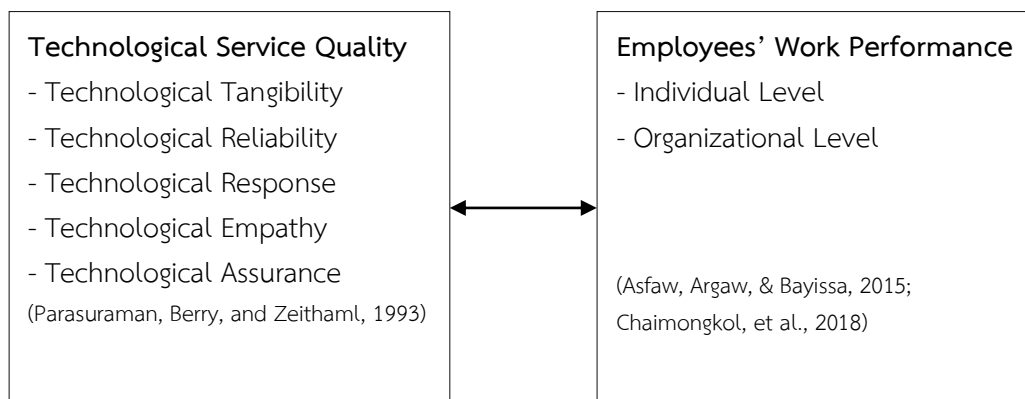 Technological Service Quality
- Technological Tangibility
- Technological Reliability
- Technological Response
- Technological Empathy
- Technological Assurance
(Parasuraman, Berry, and Zeithaml, 1993)
Employees' Work Performance
- Individual Level
- Organizational Level
(Asfaw, Argaw, & Bayissa, 2015;
Chaimongkol, et al., 2018)